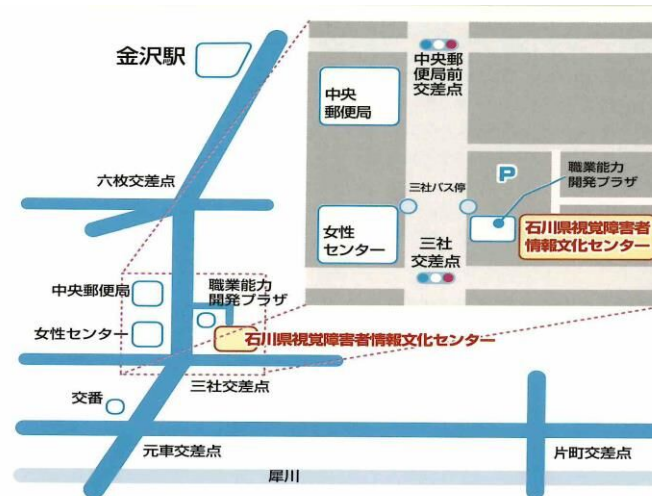 金沢駅
六枚交差点
中央郵便局
女性センター
職業能力
開発プラザ
石川県視覚障害者情報文化センター
三社交差点
交番
元車交差点
片町交差点
犀川
中央郵
便局前
交差点
中央
郵便局
P
職業能力
開発プラザ
三社バス停
女性
センター
石川県視覚障害者
情報文化センター
三社
交差点